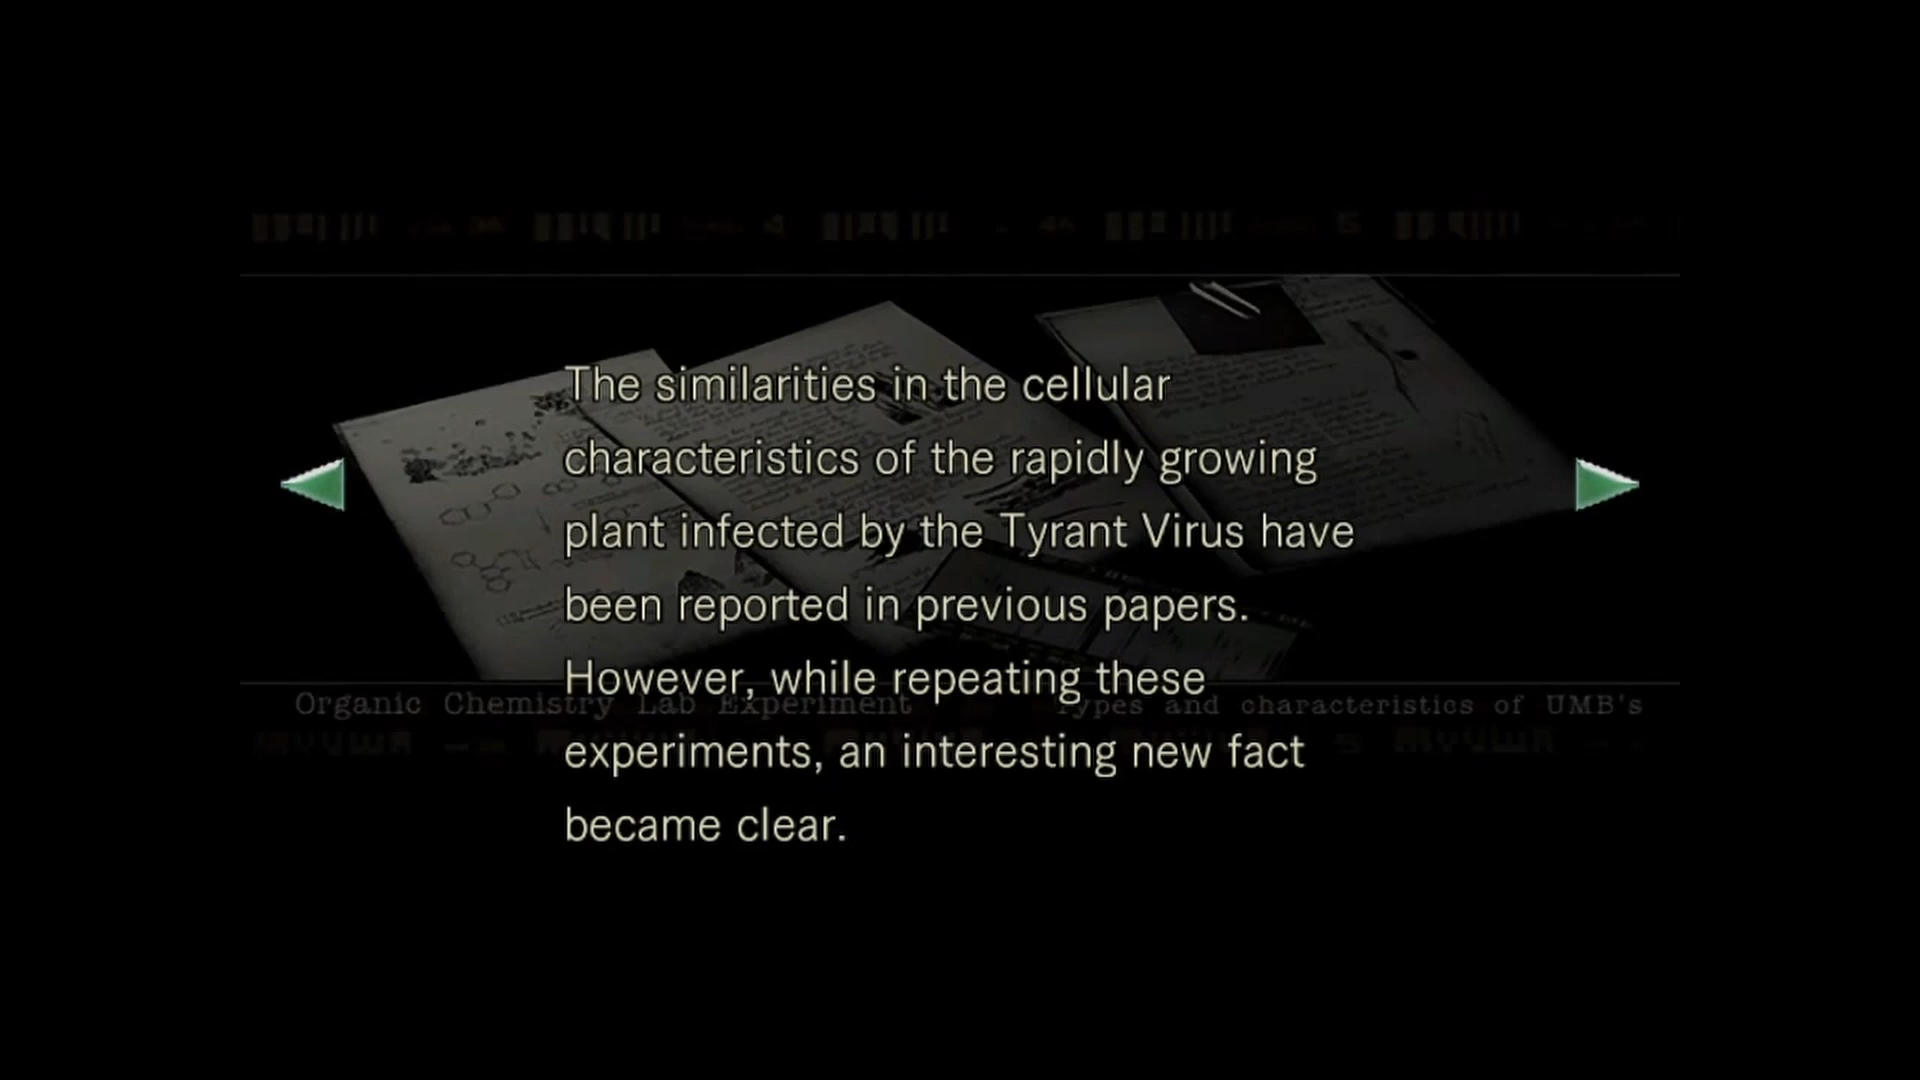 The similarities in the cellular
characteristics of the rapidly growing
plant infected by the Tyrant Virus have
been reported in previous papers.
However, while repeating these
experiments, an interesting new fact
became clear.
Organic Chemistry Lab Experiment Types and characteristics of UMB's